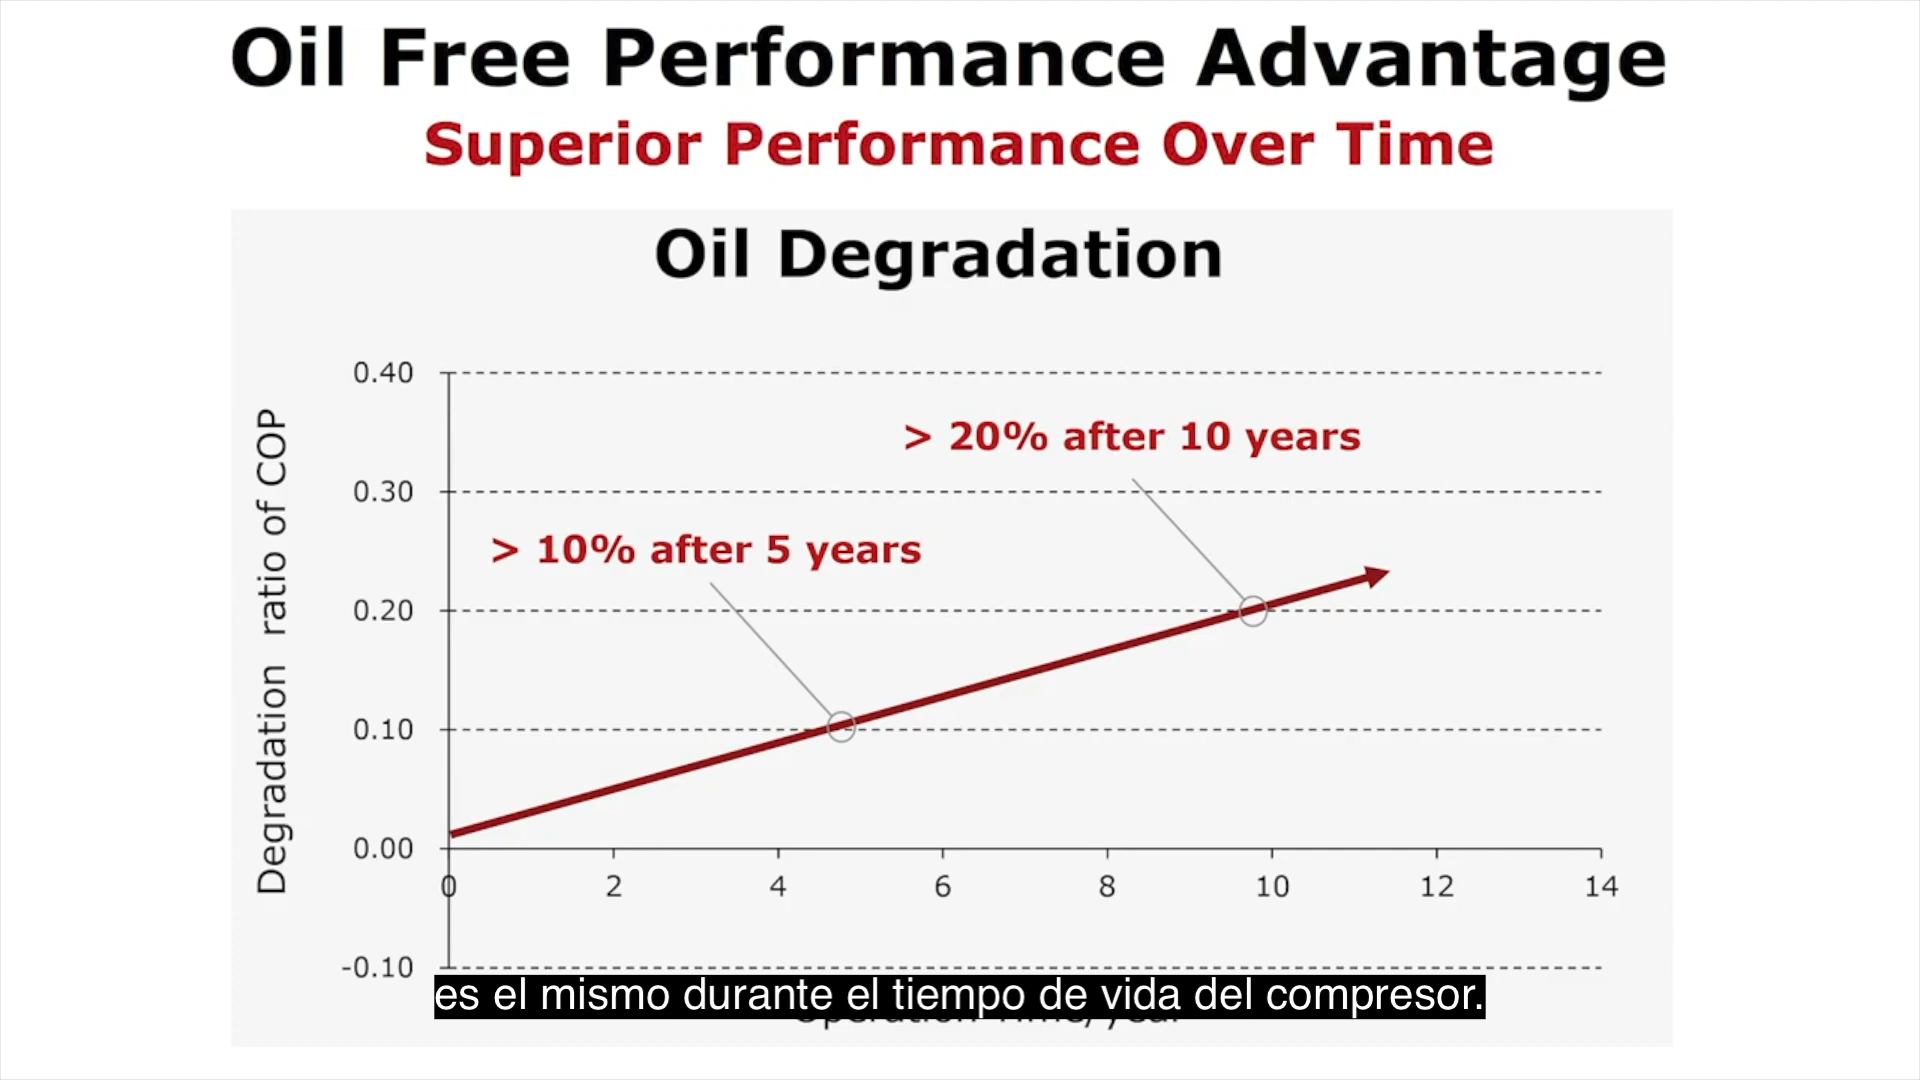 Oil Free Performance Advantage
Superior Performance Over Time
Oil Degradation
Degradation ratio of COP
0.40
0.30
0.20
0.10
0.00
-0.10
> 20% after 10 years
> 10% after 5 years
0 2 4 6 8 10 12 14
es el mismo durante el tiempo de vida del compresor.